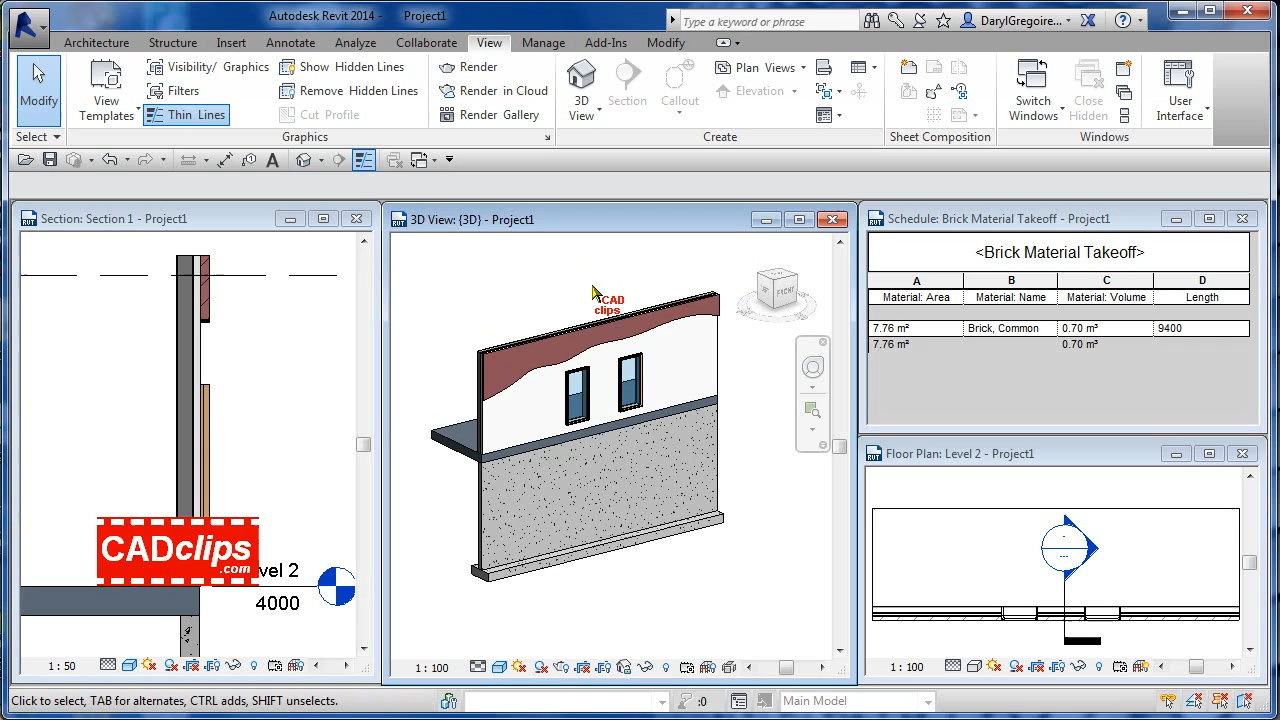 Autodesk Revit 2014 - Project1
Type a keyword or phrase
DarylGregoire...
Architecture Structure Insert Annotate Analyze Collaborate View Manage Add-Ins Modify
Modify
Select
View
Templates
Visibility/ Graphics
Filters
Thin Lines
Show Hidden Lines
Remove Hidden Lines
Cut Profile
Graphics
Render
Render in Cloud
Render Gallery
3D
View
Section
Callout
Plan Views
Elevation
Create
Sheet Composition
Switch
Windows
Close
Hidden
Windows
User
Interface
Section: Section 1 - Project1
CADclips
.com
vel 2
4000
1 : 50
3D View: {3D} - Project1
CAD
clips
FRONT
1 : 100
Schedule: Brick Material Takeoff - Project1
<Brick Material Takeoff>
A B C D
Material: Area Material: Name Material: Volume Length
7.76 m² Brick, Common 0.70 m³ 9400
7.76 m² 0.70 m³
Floor Plan: Level 2 - Project1
1 : 100
Click to select, TAB for alternates, CTRL adds, SHIFT unselects.
:0
Main Model